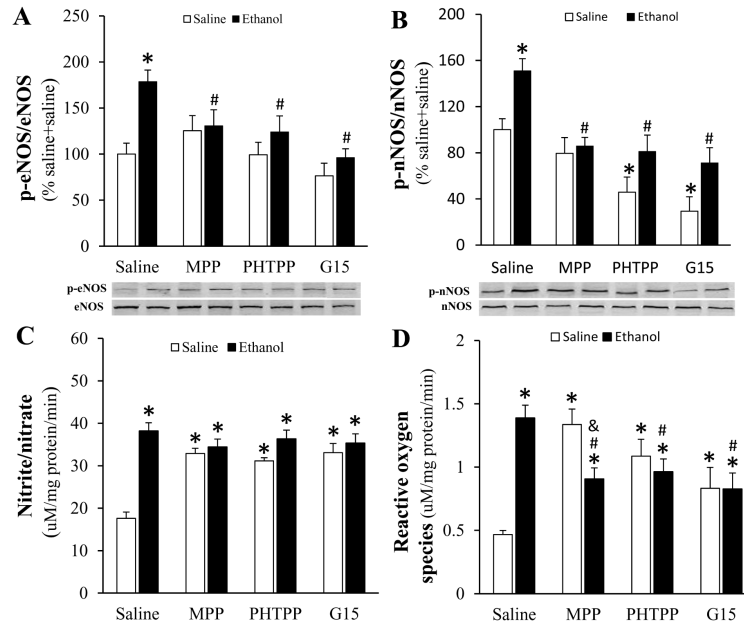 A
Saline Ethanol
250
200
150
100
50
0
p-eNOS/eNOS
(% saline+saline)
*
#
#
#
Saline MPP PHTPP G15
p-eNOS
eNOS
B
Saline Ethanol
200
160
120
80
40
0
p-nNOS/nNOS
(% saline+saline)
*
#
*
#
*
#
Saline MPP PHTPP G15
p-nNOS
nNOS
C
Saline Ethanol
60
50
40
30
20
10
0
Nitrite/nitrate
(uM/mg protein/min)
*
*
*
*
*
*
*
Saline MPP PHTPP G15
D
Saline Ethanol
2
1.5
1
0.5
0
Reactive oxygen
species (uM/mg protein/min)
*
*
&
#
*
*
#
*
*
#
*
Saline MPP PHTPP G15